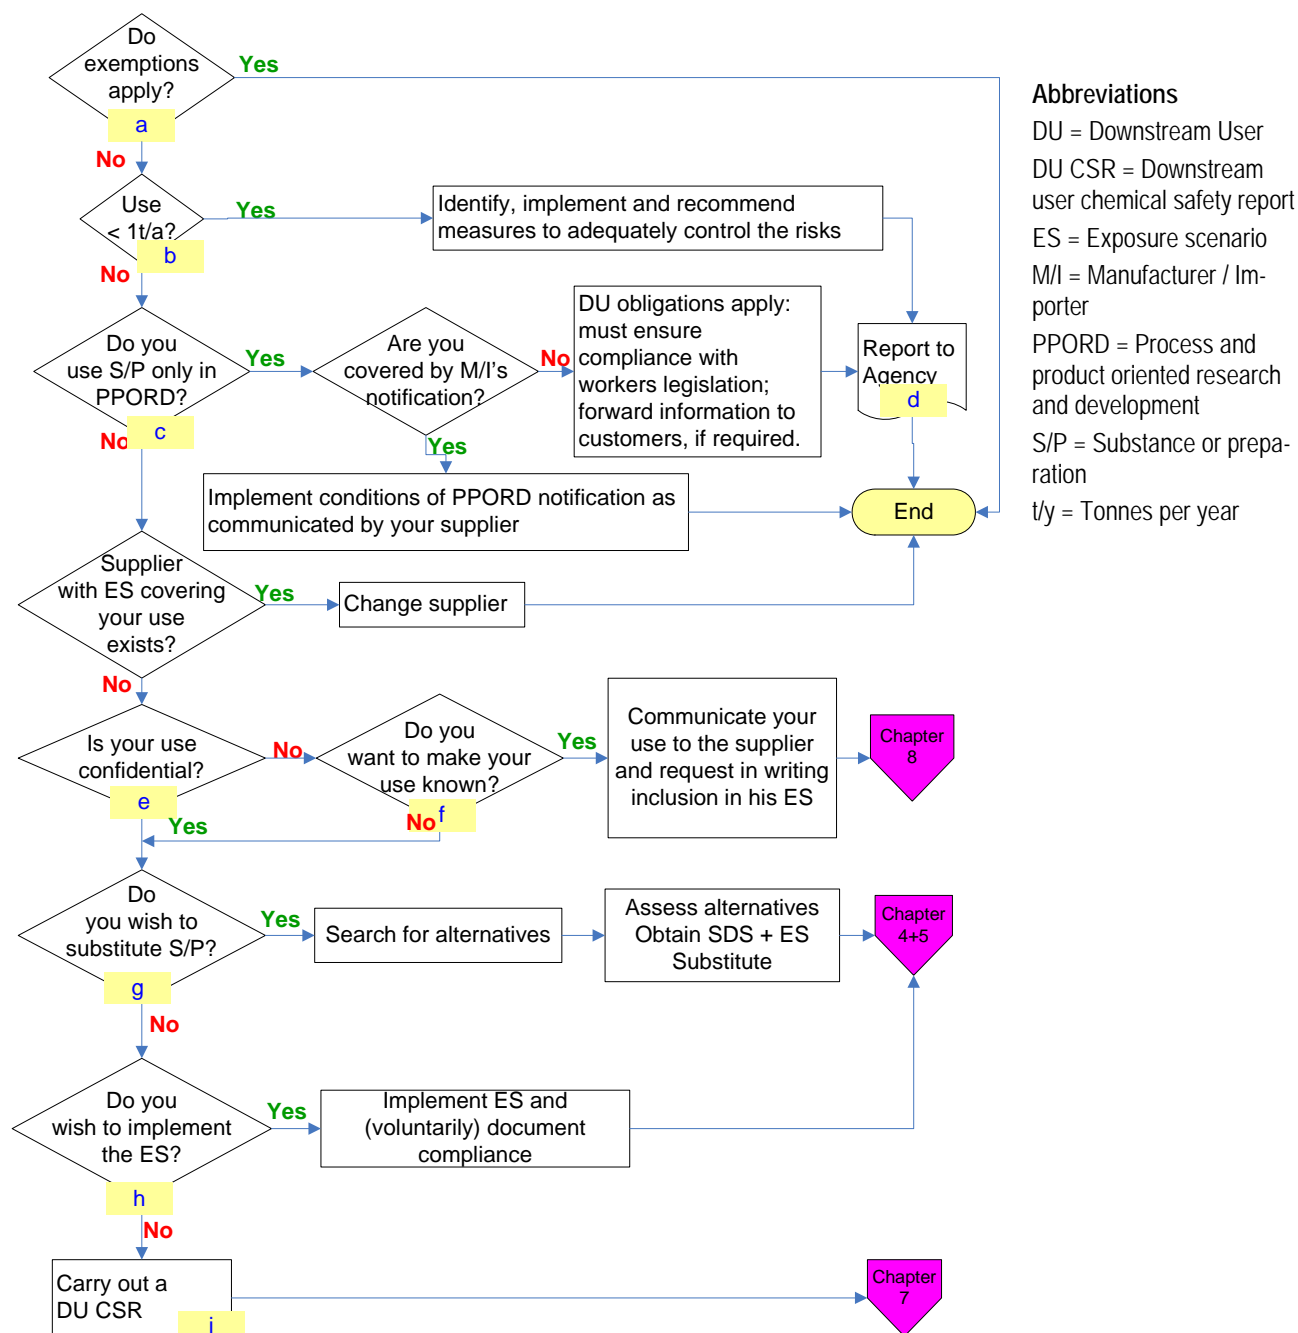 Do
exemptions
apply?
a
Yes
No
Use
< 1t/a?
b
Yes
No
Identify, implement and recommend
measures to adequately control the risks
Do you
use S/P only in
PPORD?
c
Yes
No
Are you
covered by M/I's
notification?
No
Yes
DU obligations apply:
must ensure
compliance with
workers legislation;
forward information to
customers, if required.
Report to
Agency
d
Implement conditions of PPORD notification as
communicated by your supplier
End
Supplier
with ES covering
your use
exists?
Yes
No
Change supplier
Is your use
confidential?
e
No
Yes
Do you
want to make your
use known?
f
Yes
No
Communicate your
use to the supplier
and request in writing
inclusion in his ES
Chapter
8
Do
you wish to
substitute S/P?
g
Yes
No
Search for alternatives
Assess alternatives
Obtain SDS + ES
Substitute
Chapter
4+5
Do you
wish to implement
the ES?
h
Yes
No
Implement ES and
(voluntarily) document
compliance
Carry out a
DU CSR
i
Chapter
7
Abbreviations
DU = Downstream User
DU CSR = Downstream
user chemical safety report
ES = Exposure scenario
M/I = Manufacturer / Im-
porter
PPORD = Process and
product oriented research
and development
S/P = Substance or prepa-
ration
t/y = Tonnes per year